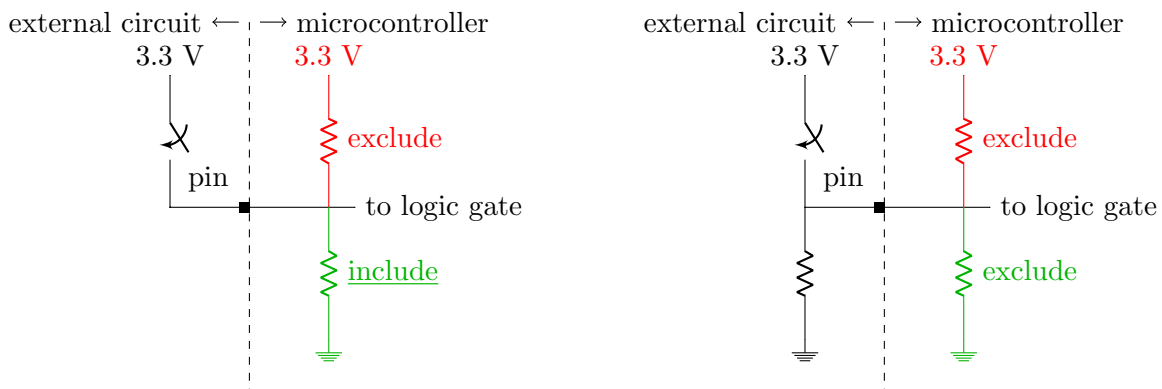 external circuit ← → microcontroller
3.3 V 3.3 V
exclude
pin
to logic gate
include
external circuit ← → microcontroller
3.3 V 3.3 V
exclude
pin
to logic gate
exclude